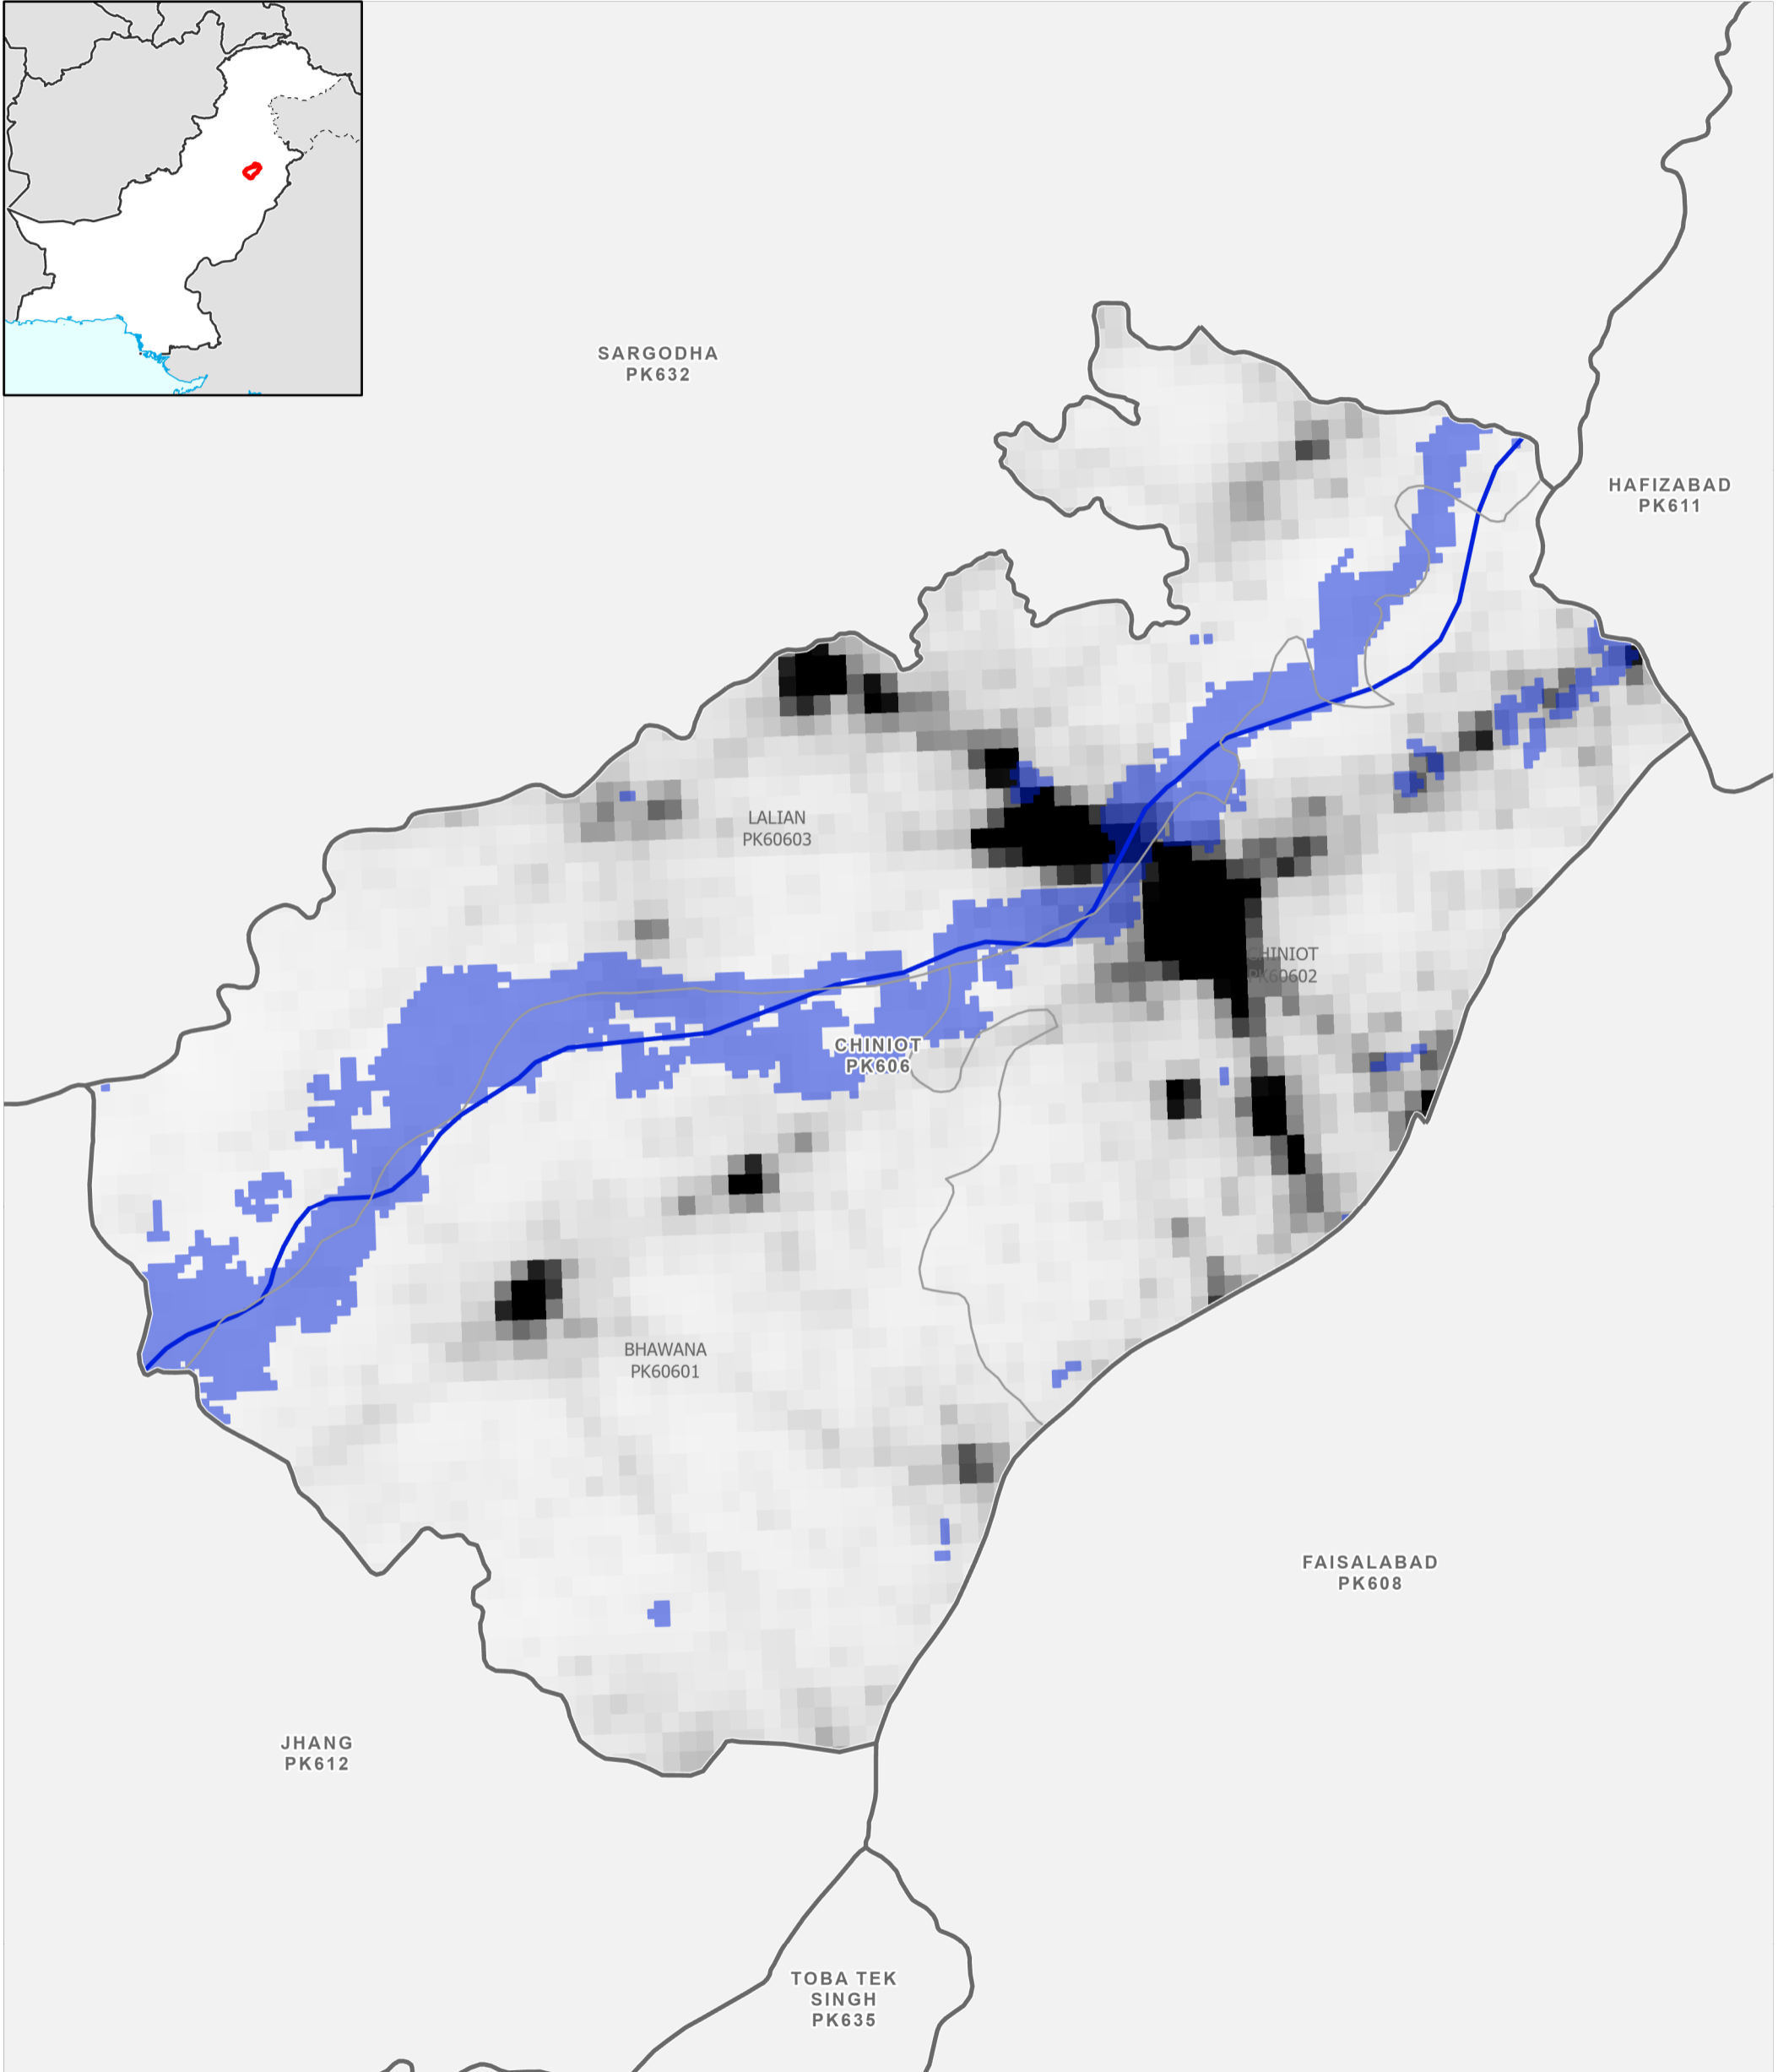 SARGODHA
PK632
HAFIZABAD
PK611
LALIAN
PK60603
CHINIOT
PK60602
CHINIOT
PK606
BHAWANA
PK60601
FAISALABAD
PK608
JHANG
PK612
TOBA TEK
SINGH
PK635